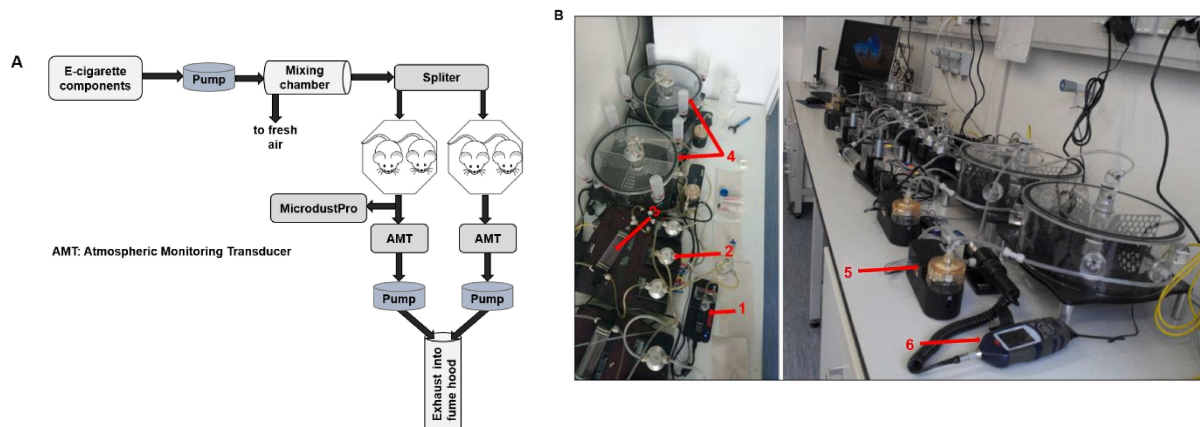 A
E-cigarette
components
Pump
Mixing
chamber
Spliter
to fresh
air
MicrodustPro
AMT
AMT
AMT: Atmospheric Monitoring Transducer
Pump
Pump
Exhaust into
fume hood
B
4
3
2
1
5
6